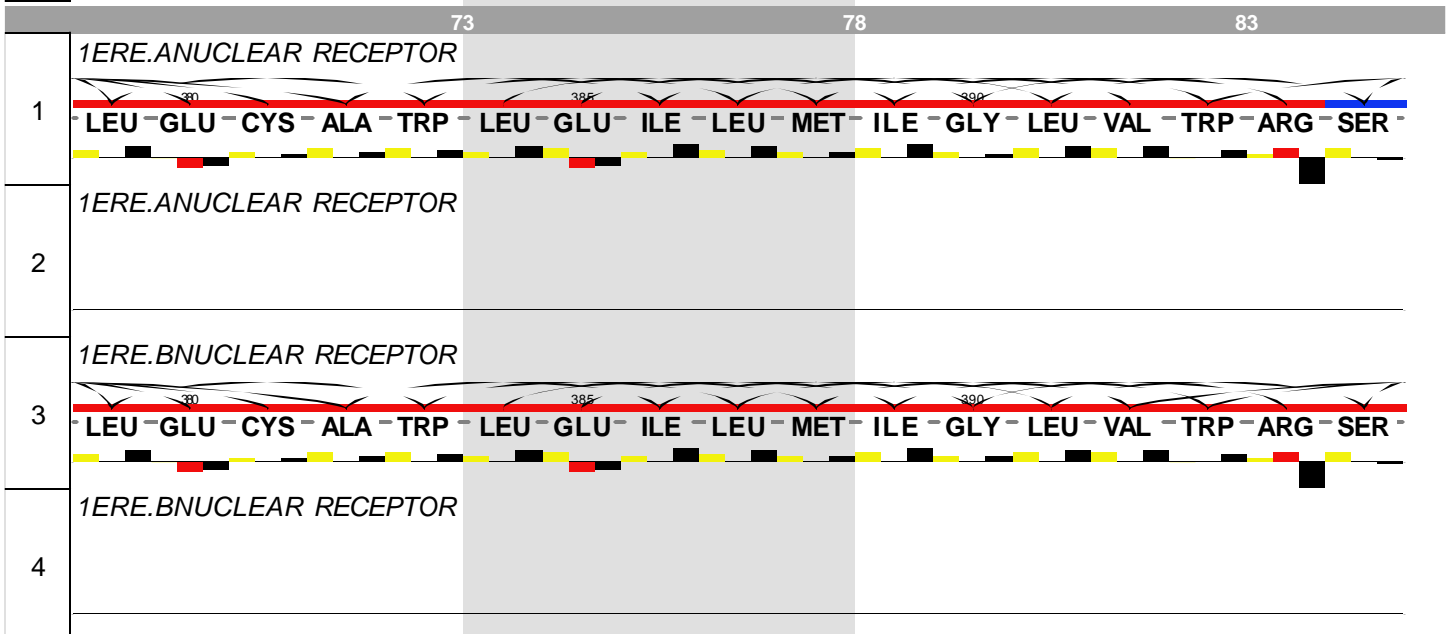 73 78 83
1ERE.ANUCLEAR RECEPTOR
380 385 390
1
LEU GLU CYS ALA TRP LEU GLU ILE LEU MET ILE GLY LEU VAL TRP ARG SER
1ERE.ANUCLEAR RECEPTOR
2
1ERE.BNUCLEAR RECEPTOR
380 385 390
3
LEU GLU CYS ALA TRP LEU GLU ILE LEU MET ILE GLY LEU VAL TRP ARG SER
1ERE.BNUCLEAR RECEPTOR
4